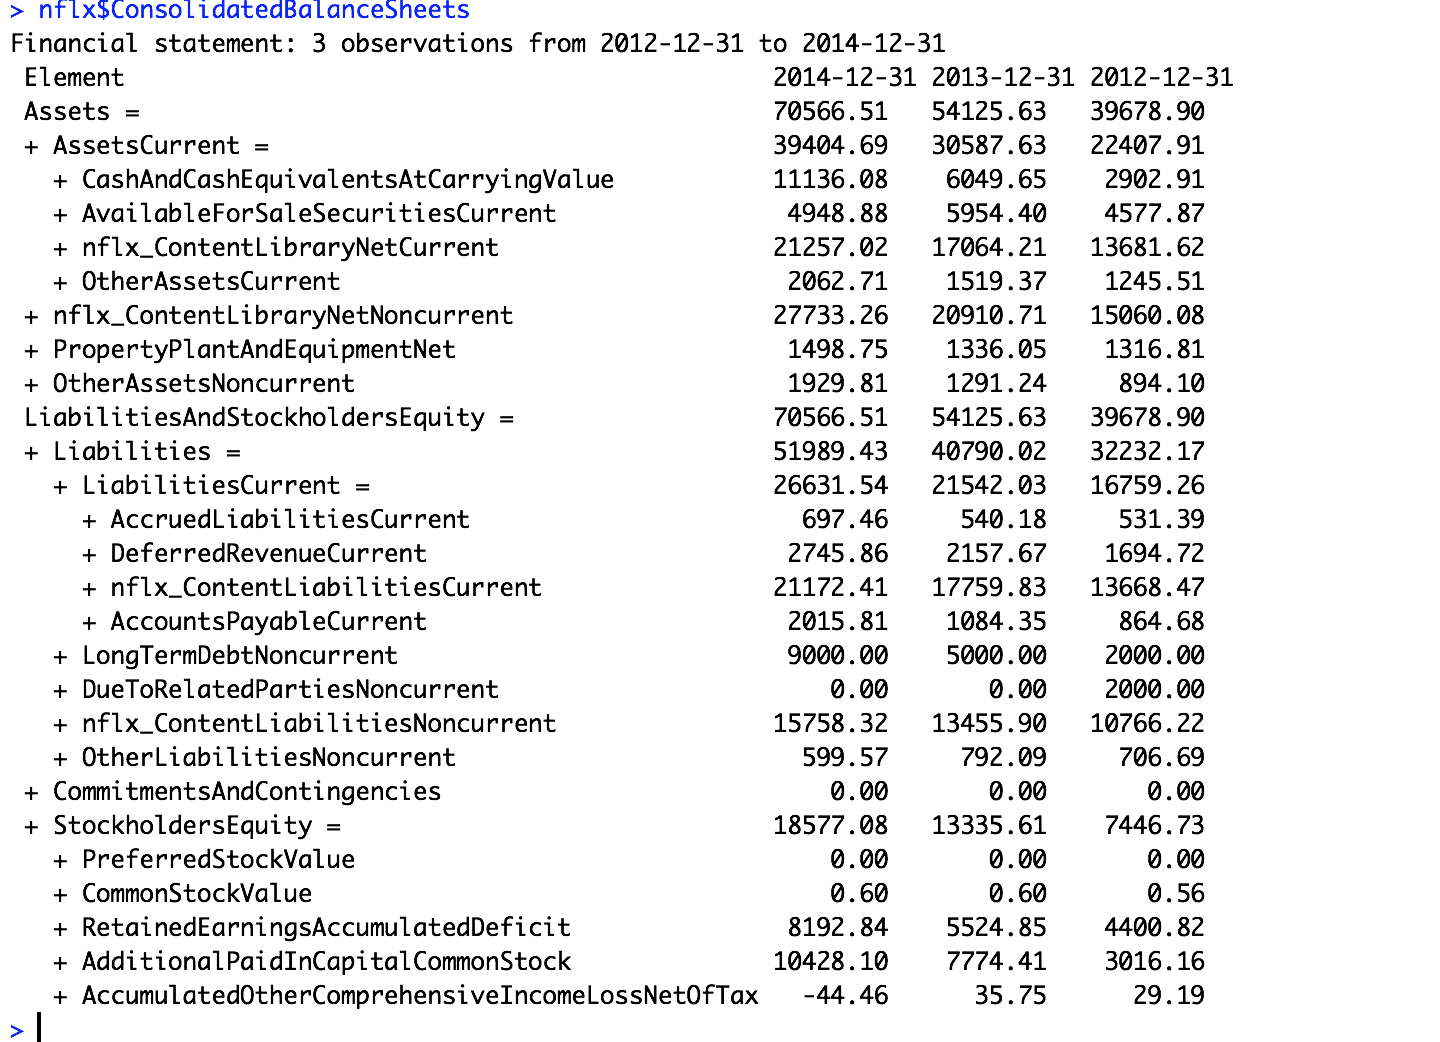 > nflx$ConsolidatedBalanceSheets
Financial statement: 3 observations from 2012-12-31 to 2014-12-31
 Element                                             2014-12-31 2013-12-31 2012-12-31
 Assets =                                            70566.51   54125.63   39678.90
 + AssetsCurrent =                                   39404.69   30587.63   22407.91
   + CashAndCashEquivalentsAtCarryingValue           11136.08    6049.65    2902.91
   + AvailableForSaleSecuritiesCurrent                4948.88    5954.40    4577.87
   + nflx_ContentLibraryNetCurrent                   21257.02   17064.21   13681.62
   + OtherAssetsCurrent                               2062.71    1519.37    1245.51
 + nflx_ContentLibraryNetNoncurrent                  27733.26   20910.71   15060.08
 + PropertyPlantAndEquipmentNet                       1498.75    1336.05    1316.81
 + OtherAssetsNoncurrent                              1929.81    1291.24     894.10
 LiabilitiesAndStockholdersEquity =                  70566.51   54125.63   39678.90
 + Liabilities =                                     51989.43   40790.02   32232.17
   + LiabilitiesCurrent =                            26631.54   21542.03   16759.26
     + AccruedLiabilitiesCurrent                       697.46     540.18     531.39
     + DeferredRevenueCurrent                         2745.86    2157.67    1694.72
     + nflx_ContentLiabilitiesCurrent                21172.41   17759.83   13668.47
     + AccountsPayableCurrent                         2015.81    1084.35     864.68
   + LongTermDebtNoncurrent                           9000.00    5000.00    2000.00
   + DueToRelatedPartiesNoncurrent                       0.00       0.00    2000.00
   + nflx_ContentLiabilitiesNoncurrent               15758.32   13455.90   10766.22
   + OtherLiabilitiesNoncurrent                        599.57     792.09     706.69
 + CommitmentsAndContingencies                           0.00       0.00       0.00
 + StockholdersEquity =                              18577.08   13335.61    7446.73
   + PreferredStockValue                                 0.00       0.00       0.00
   + CommonStockValue                                    0.60       0.60       0.56
   + RetainedEarningsAccumulatedDeficit               8192.84    5524.85    4400.82
   + AdditionalPaidInCapitalCommonStock              10428.10    7774.41    3016.16
   + AccumulatedOtherComprehensiveIncomeLossNetOfTax   -44.46      35.75      29.19
>